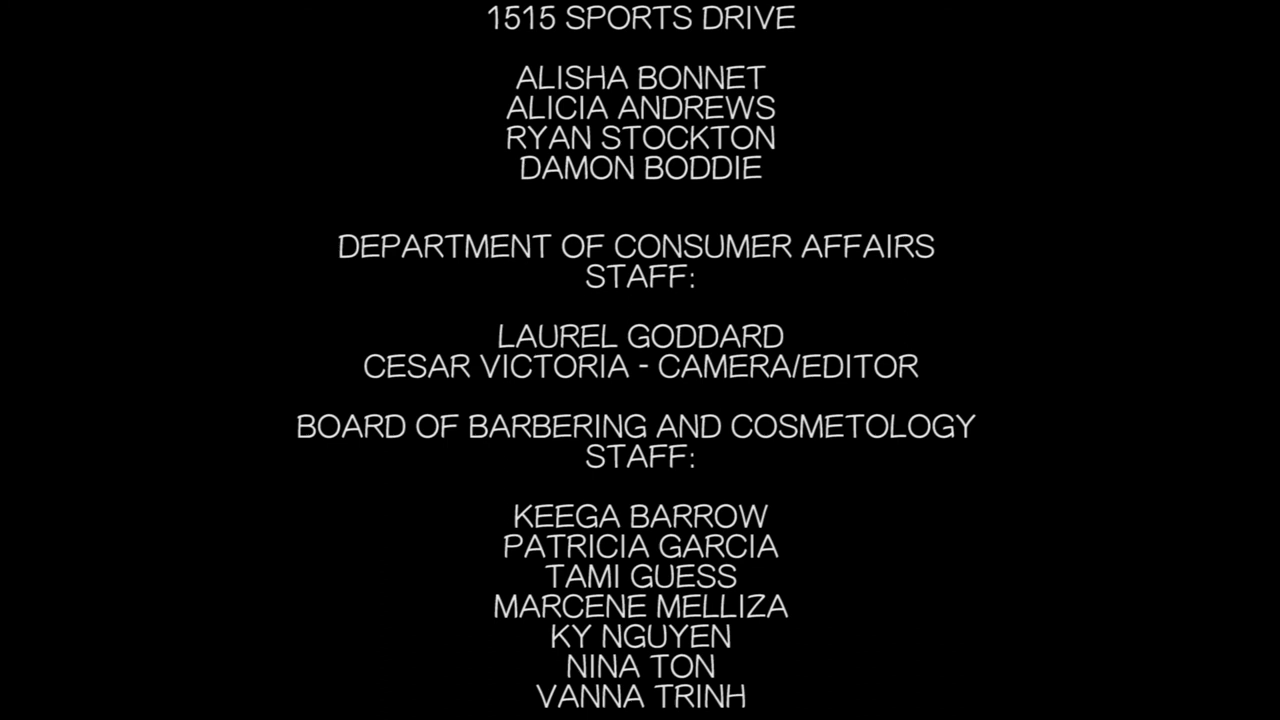 1515 SPORTS DRIVE
ALISHA BONNET
ALICIA ANDREWS
RYAN STOCKTON
DAMON BODDIE
DEPARTMENT OF CONSUMER AFFAIRS
STAFF:
LAUREL GODDARD
CESAR VICTORIA - CAMERA/EDITOR
BOARD OF BARBERING AND COSMETOLOGY
STAFF:
KEEGA BARROW
PATRICIA GARCIA
TAMI GUESS
MARCENE MELLIZA
KY NGUYEN
NINA TON
VANNA TRINH